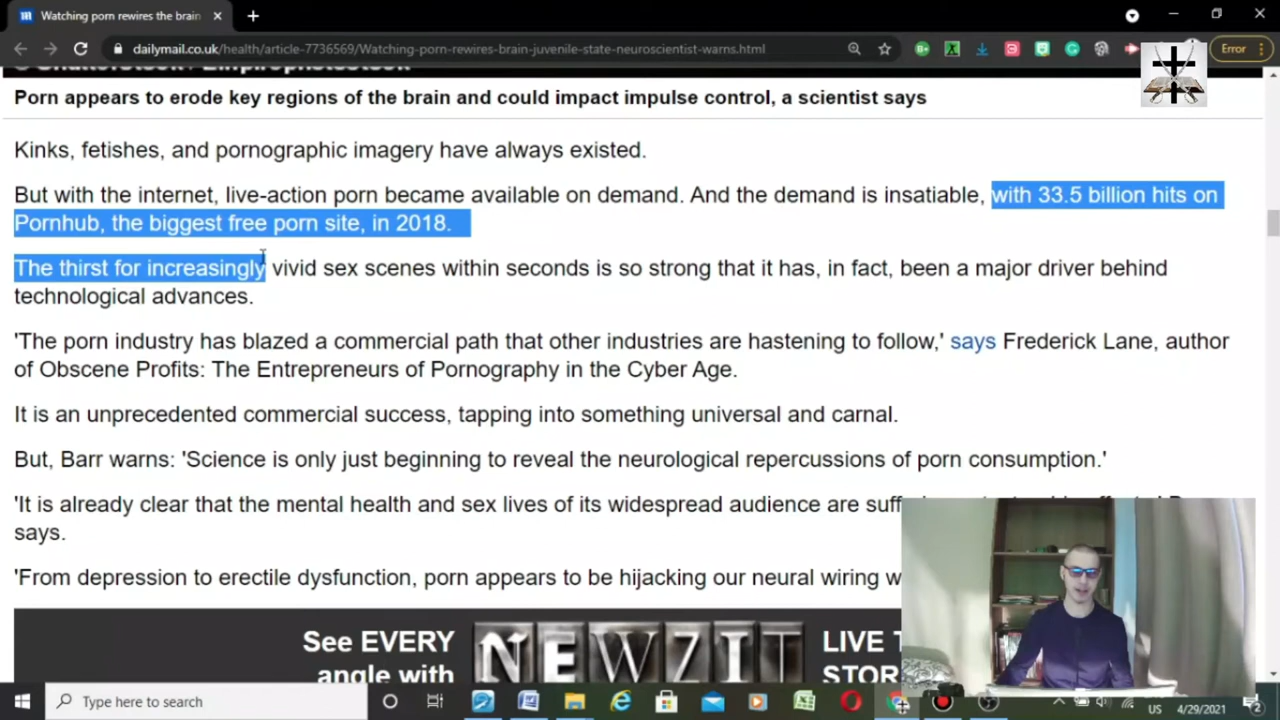 Watching porn rewires the brain
dailymail.co.uk/health/article-7736569/Watching-porn-rewires-brain-juvenile-state-neuroscientist-warns.html
Error
Porn appears to erode key regions of the brain and could impact impulse control, a scientist says
Kinks, fetishes, and pornographic imagery have always existed.
But with the internet, live-action porn became available on demand. And the demand is insatiable, with 33.5 billion hits on
Pornhub, the biggest free porn site, in 2018.
The thirst for increasingly vivid sex scenes within seconds is so strong that it has, in fact, been a major driver behind
technological advances.
'The porn industry has blazed a commercial path that other industries are hastening to follow,' says Frederick Lane, author
of Obscene Profits: The Entrepreneurs of Pornography in the Cyber Age.
It is an unprecedented commercial success, tapping into something universal and carnal.
But, Barr warns: 'Science is only just beginning to reveal the neurological repercussions of porn consumption.'
'It is already clear that the mental health and sex lives of its widespread audience are
says.
'From depression to erectile dysfunction, porn appears to be hijacking our neural wiring
See EVERY
angle with
NEWZIT
LIVE
STOR
Type here to search
US
4/29/2021
2